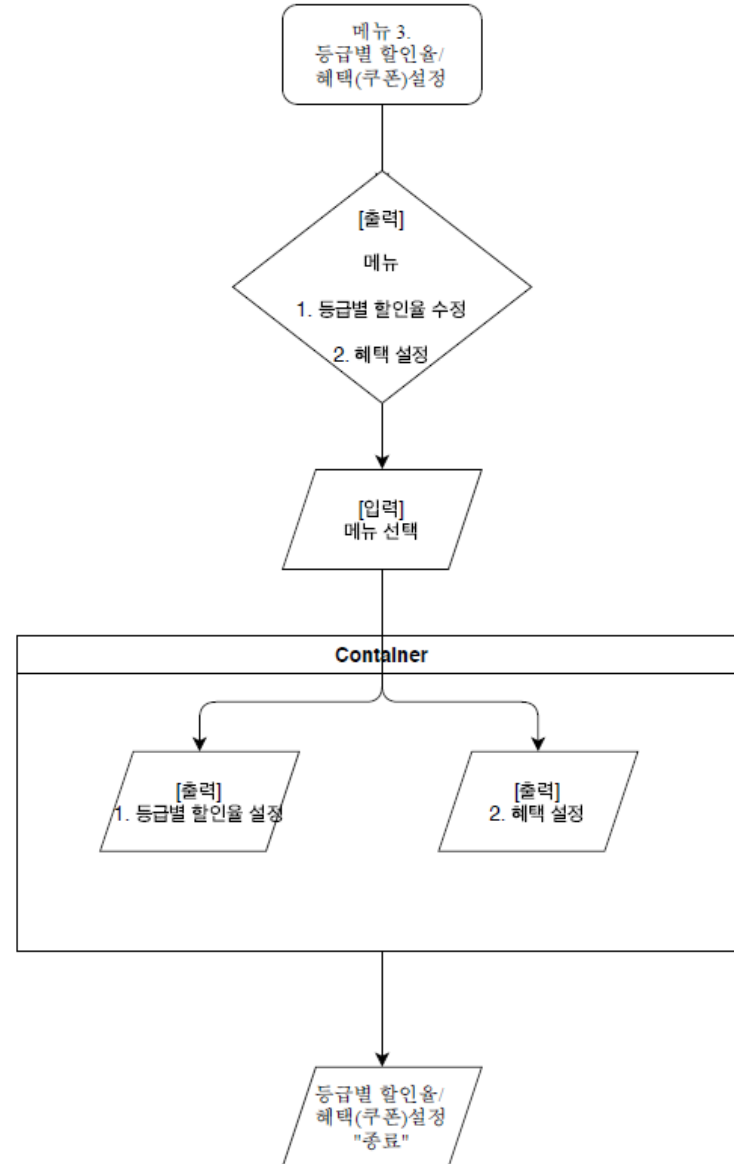 메뉴 3.
등급별 할인율/
혜택(쿠폰)설정
[출력]
메뉴
1. 등급별 할인율 수정
2. 혜택 설정
[입력]
메뉴 선택
Container
[출력]
1. 등급별 할인율 설정
[출력]
2. 혜택 설정
등급별 할인율/
혜택(쿠폰)설정
"종료"